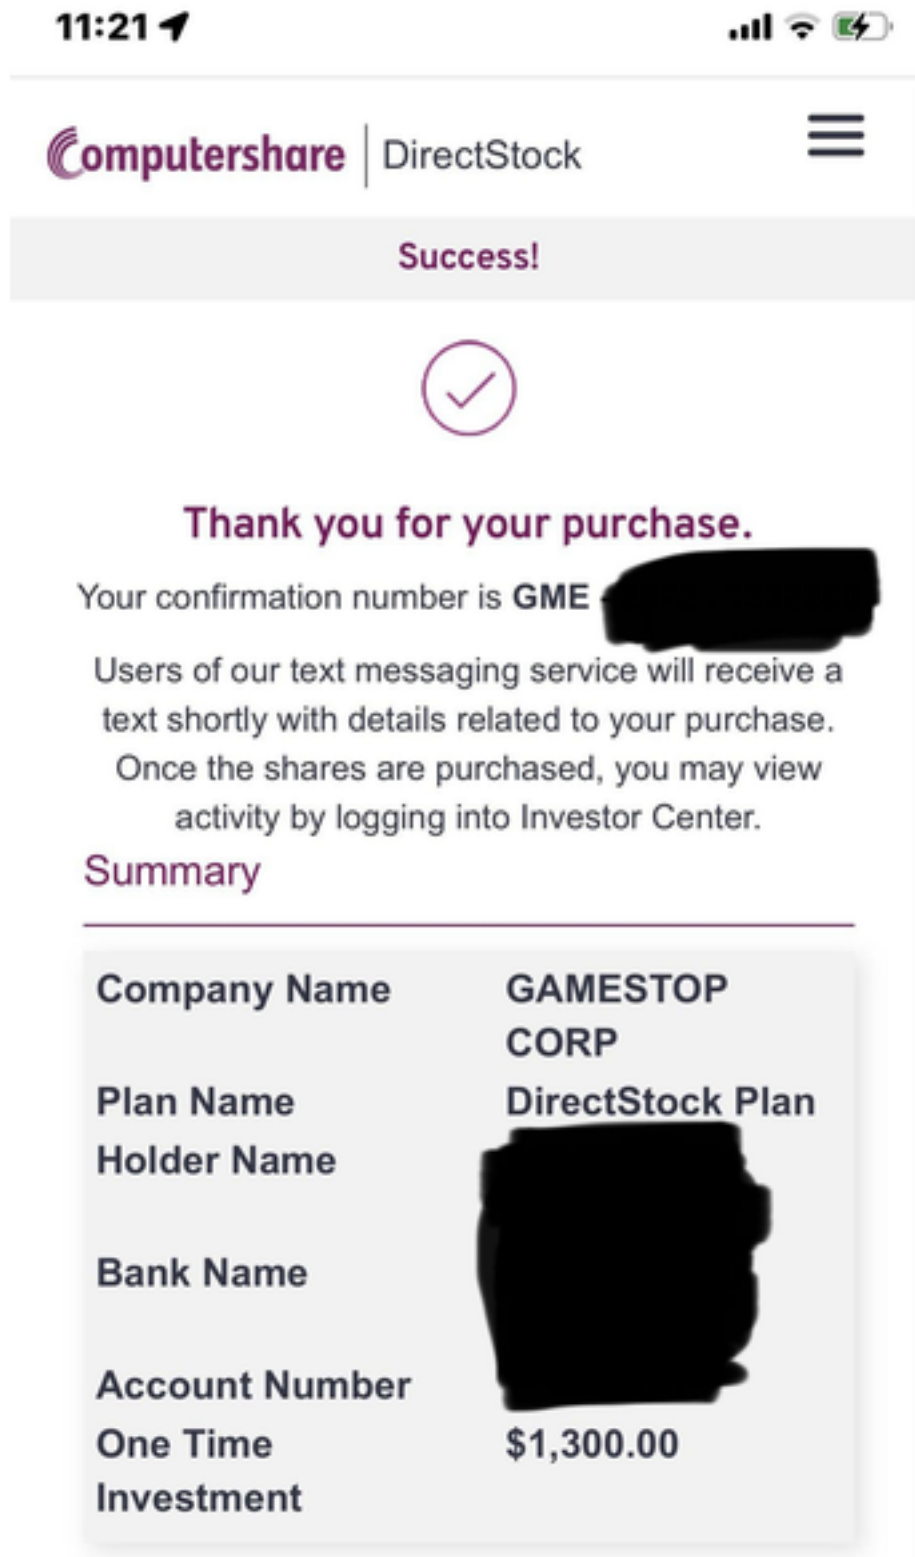 11:21
Computershare | DirectStock
Success!
Thank you for your purchase.
Your confirmation number is GME
Users of our text messaging service will receive a
text shortly with details related to your purchase.
Once the shares are purchased, you may view
activity by logging into Investor Center.
Summary
Company Name GAMESTOP
CORP
Plan Name DirectStock Plan
Holder Name
Bank Name
Account Number
One Time $1,300.00
Investment